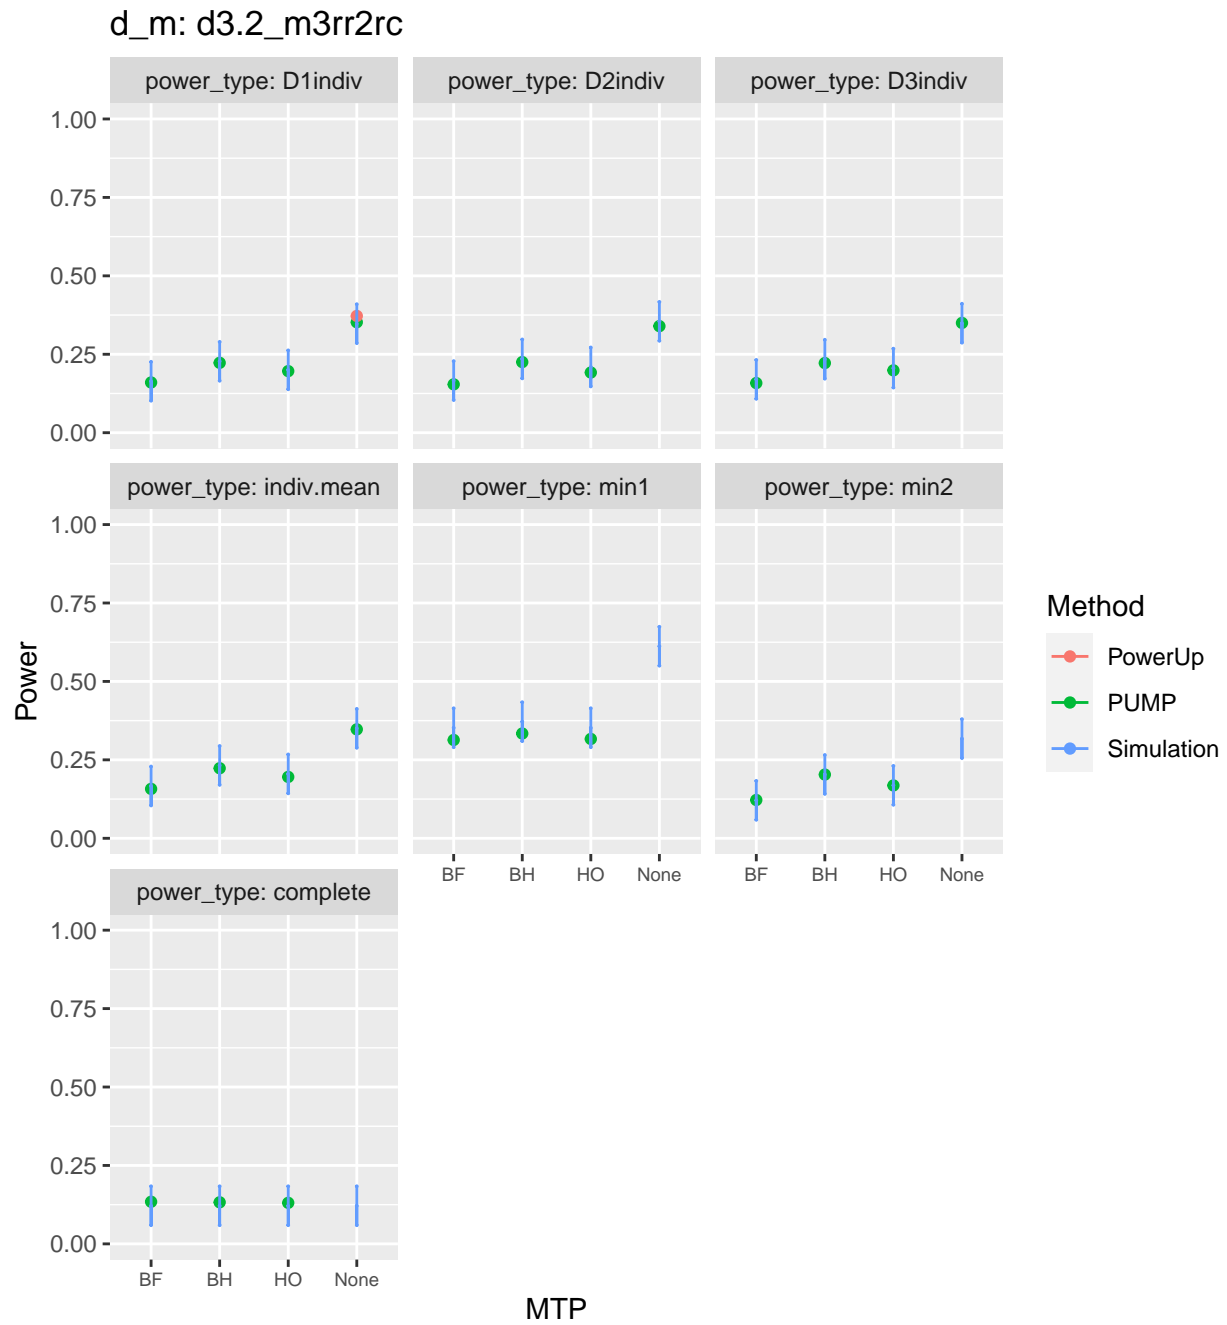 d_m: d3.2_m3rr2rc
power_type: D1indiv
power_type: D2indiv
power_type: D3indiv
1.00
0.75
0.50
0.25
0.00
power_type: indiv.mean
power_type: min1
power_type: min2
1.00
0.75
0.50
0.25
0.00
BF BH HO None
BF BH HO None
power_type: complete
1.00
0.75
0.50
0.25
0.00
BF BH HO None
MTP
Power
Method
PowerUp
PUMP
Simulation